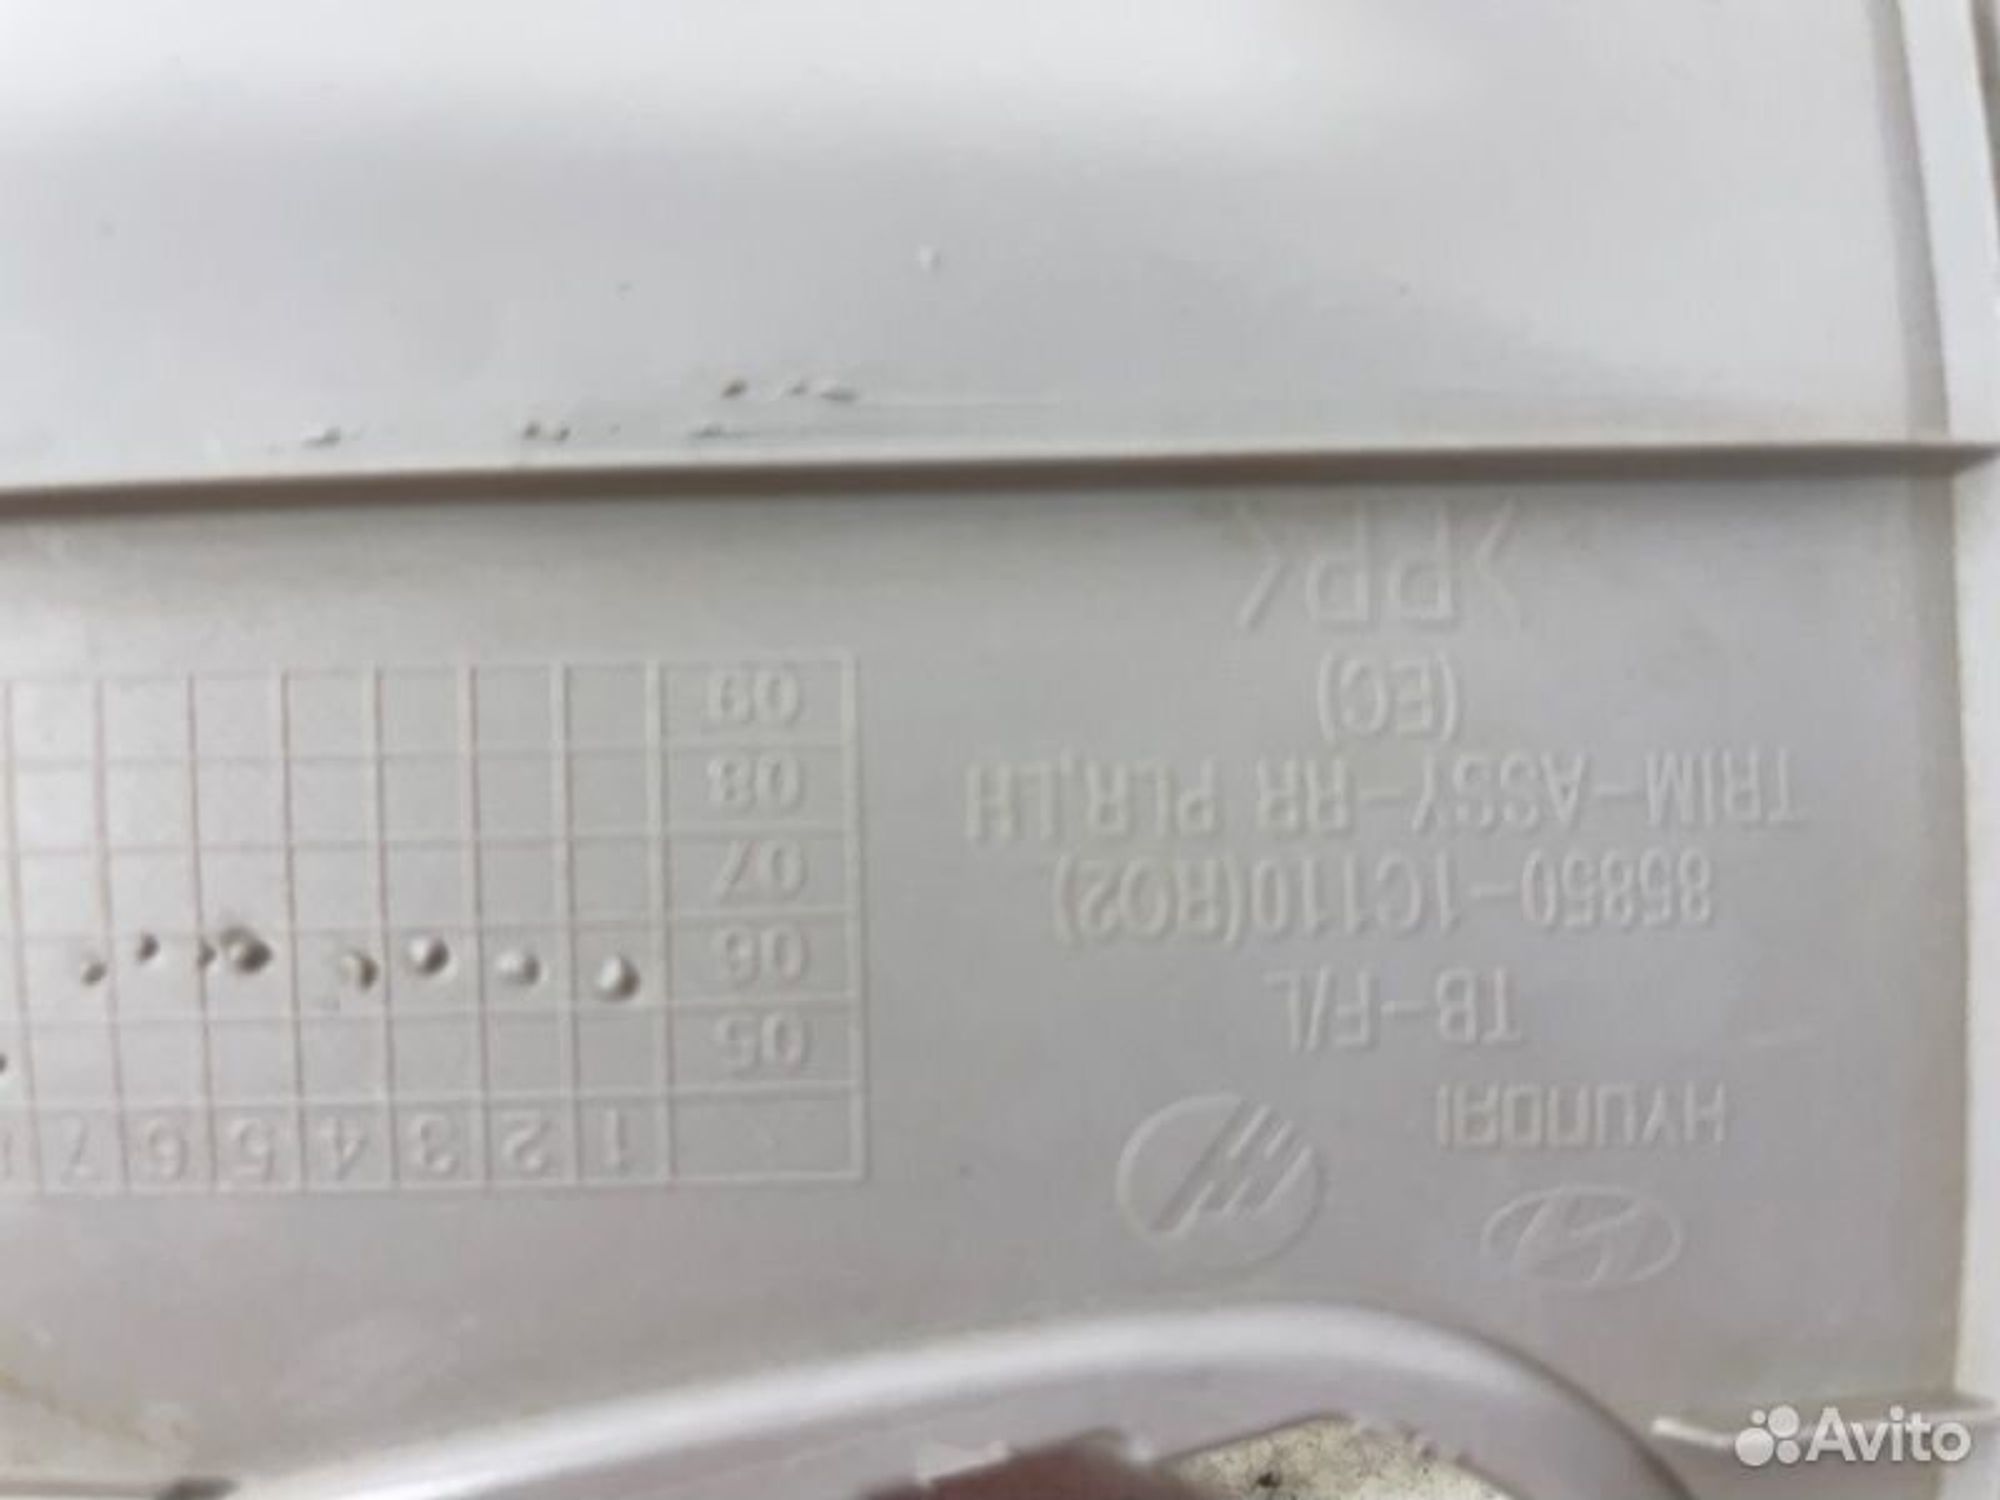 HYUNDAI
TB-F/L
85850-1C110(RO2)
TRIM-ASSY-RR PLR,LH
(EC)
>PP<
1 2 3 4 5 6 7
05
06
07
08
09
Avito